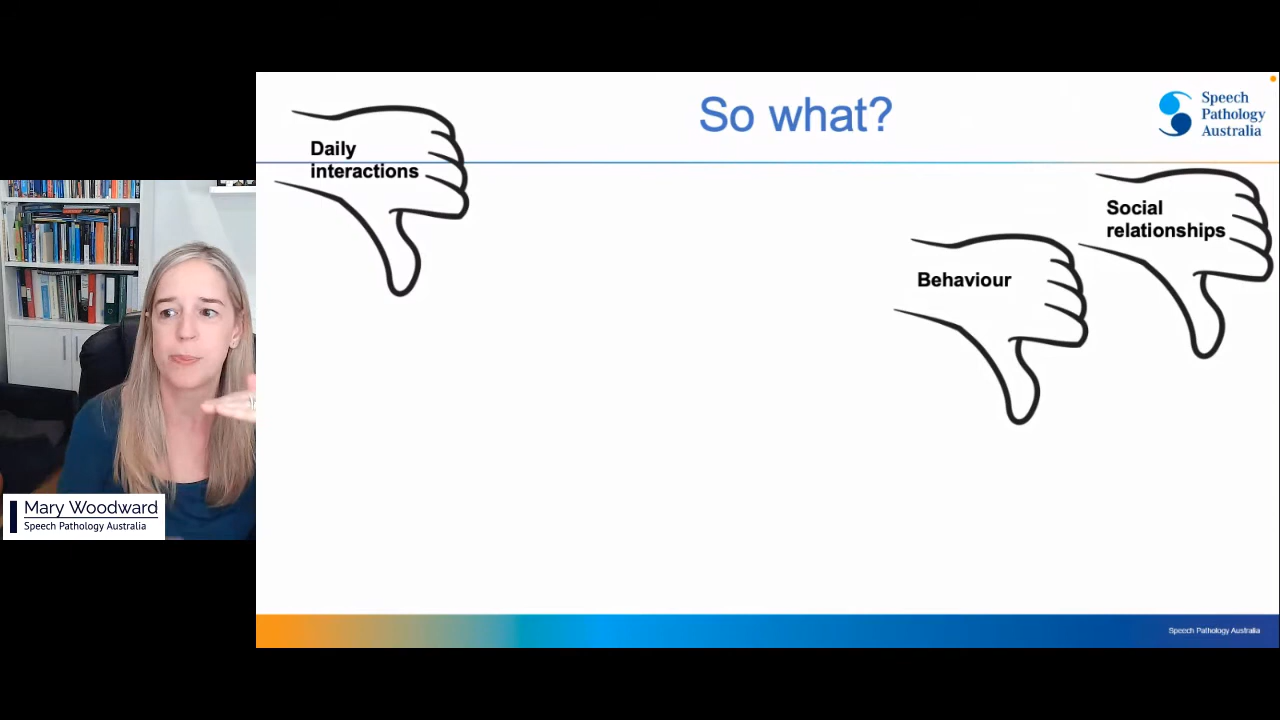 So what?
Speech
Pathology
Australia
Daily
interactions
Social
relationships
Behaviour
Mary Woodward
Speech Pathology Australia
Speech Pathology Australia